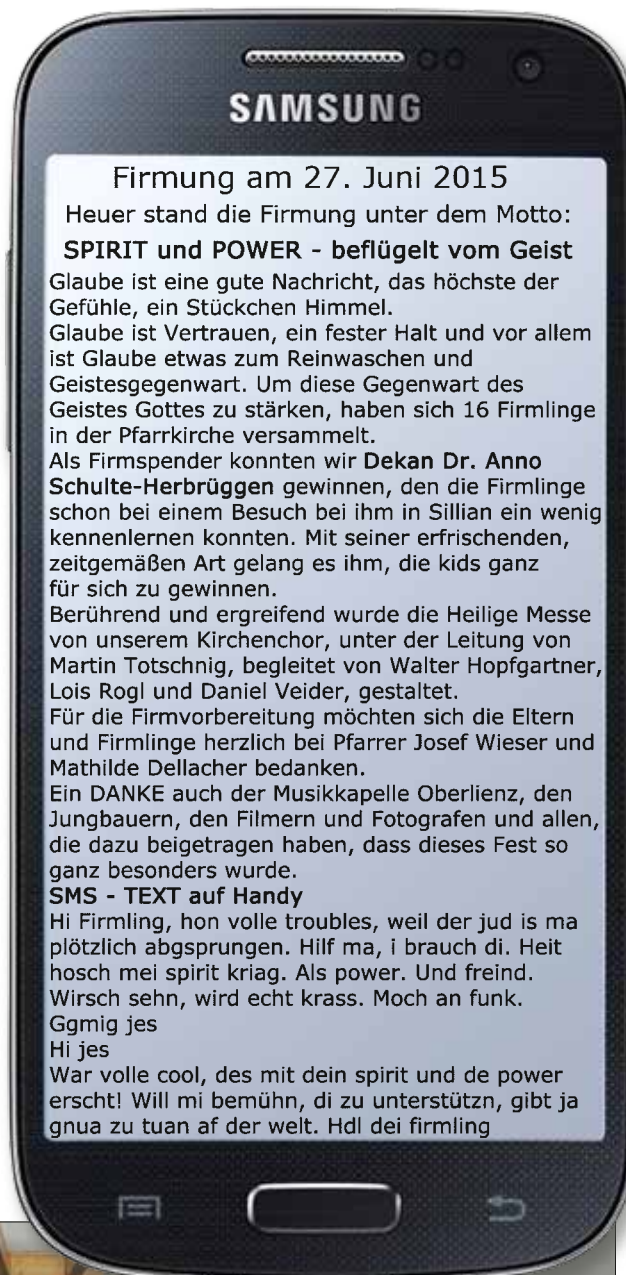 SAMSUNG
Firmung am 27. Juni 2015
Heuer stand die Firmung unter dem Motto:
SPIRIT und POWER - beflügelt vom Geist
Glaube ist eine gute Nachricht, das höchste der
Gefühle, ein Stückchen Himmel.
Glaube ist Vertrauen, ein fester Halt und vor allem
ist Glaube etwas zum Reinwaschen und
Geistesgegenwart. Um diese Gegenwart des
Geistes Gottes zu stärken, haben sich 16 Firmlinge
in der Pfarrkirche versammelt.
Als Firmspender konnten wir Dekan Dr. Anno
Schulte-Herbrüggen gewinnen, den die Firmlinge
schon bei einem Besuch bei ihm in Sillian ein wenig
kennenlernen konnten. Mit seiner erfrischenden,
zeitgemäßen Art gelang es ihm, die kids ganz
für sich zu gewinnen.
Berührend und ergreifend wurde die Heilige Messe
von unserem Kirchenchor, unter der Leitung von
Martin Totschnig, begleitet von Walter Hopfgartner,
Lois Rogl und Daniel Veider, gestaltet.
Für die Firmvorbereitung möchten sich die Eltern
und Firmlinge herzlich bei Pfarrer Josef Wieser und
Mathilde Dellacher bedanken.
Ein DANKE auch der Musikkapelle Oberlienz, den
Jungbauern, den Filmern und Fotografen und allen,
die dazu beigetragen haben, dass dieses Fest so
ganz besonders wurde.
SMS - TEXT auf Handy
Hi Firmling, hon volle troubles, weil der jud is ma
plötzlich abgsprungen. Hilf ma, i brauch di. Heit
hosch mei spirit kriag. Als power. Und freind.
Wirsch sehn, wird echt krass. Moch an funk.
Ggmig jes
Hi jes
War volle cool, des mit dein spirit und de power
erscht! Will mi bemühn, di zu unterstützn, gibt ja
gnua zu tuan af der welt. Hdl dei firmling